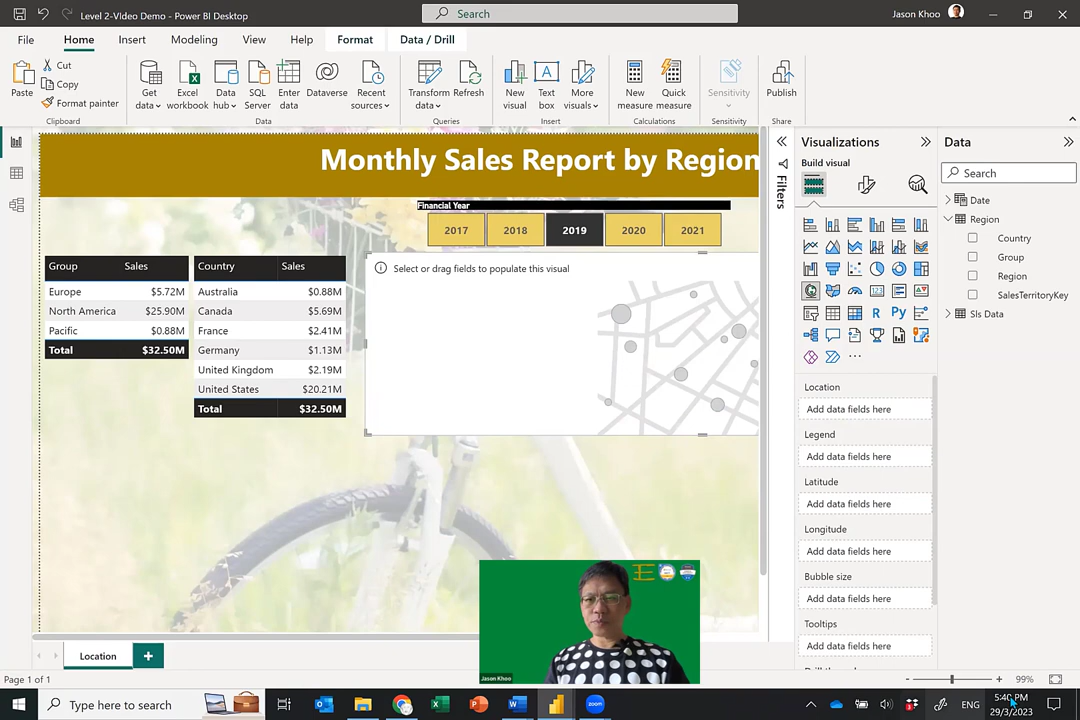 Level 2-Video Demo - Power BI Desktop
Search
Jason Khoo
File
Home
Insert
Modeling
View
Help
Format
Data / Drill
Paste
Cut
Copy
Format painter
Clipboard
Get data
Excel workbook
Data hub
SQL Server
Enter data
Dataverse
Recent sources
Data
Transform data
Refresh
Queries
New visual
Text box
More visuals
Insert
New measure
Quick measure
Calculations
Sensitivity
Sensitivity
Publish
Share
Monthly Sales Report by Region
Financial Year
2017 2018 2019 2020 2021
Group Sales
Europe $5.72M
North America $25.90M
Pacific $0.88M
Total $32.50M
Country Sales
Australia $0.88M
Canada $5.69M
France $2.41M
Germany $1.13M
United Kingdom $2.19M
United States $20.21M
Total $32.50M
Select or drag fields to populate this visual
Filters
Visualizations
Build visual
R
Py
123
Location
Add data fields here
Legend
Add data fields here
Latitude
Add data fields here
Longitude
Add data fields here
Bubble size
Add data fields here
Tooltips
Add data fields here
Data
Search
Date
Region
Country
Group
Region
SalesTerritoryKey
Sls Data
Jason Khoo
Location
Page 1 of 1
99%
Type here to search
zoom
ENG
5:40 PM
29/3/2023